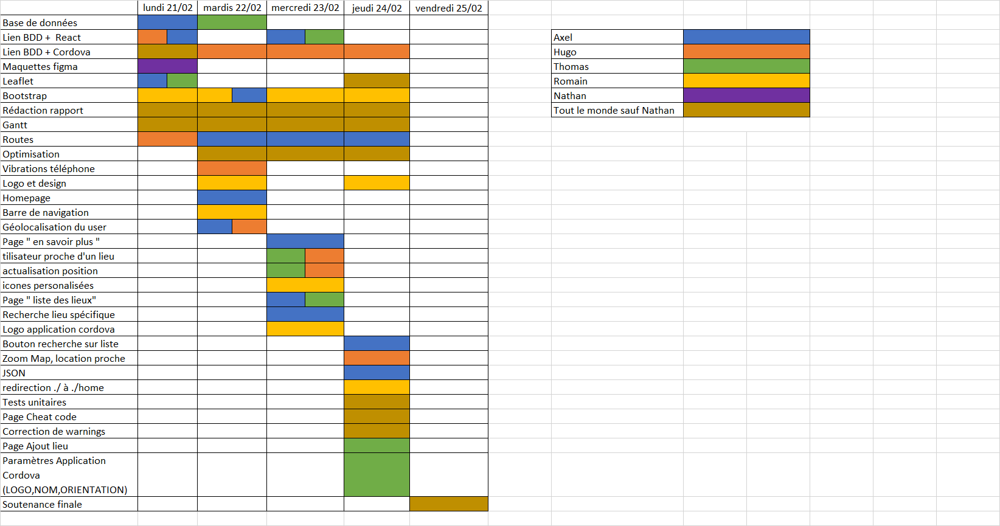 lundi 21/02 mardis 22/02 mercredi 23/02 jeudi 24/02 vendredi 25/02
Base de données
Lien BDD + React
Axel
Lien BDD + Cordova
Hugo
Maquettes figma
Thomas
Leaflet
Romain
Bootstrap
Nathan
Rédaction rapport
Tout le monde sauf Nathan
Gantt
Routes
Optimisation
Vibrations téléphone
Logo et design
Homepage
Barre de navigation
Géolocalisation du user
Page " en savoir plus "
tilisateur proche d'un lieu
actualisation position
icones personalisées
Page " liste des lieux"
Recherche lieu spécifique
Logo application cordova
Bouton recherche sur liste
Zoom Map, location proche
JSON
redirection ./ à ./home
Tests unitaires
Page Cheat code
Correction de warnings
Page Ajout lieu
Paramètres Application
Cordova
(LOGO,NOM,ORIENTATION)
Soutenance finale